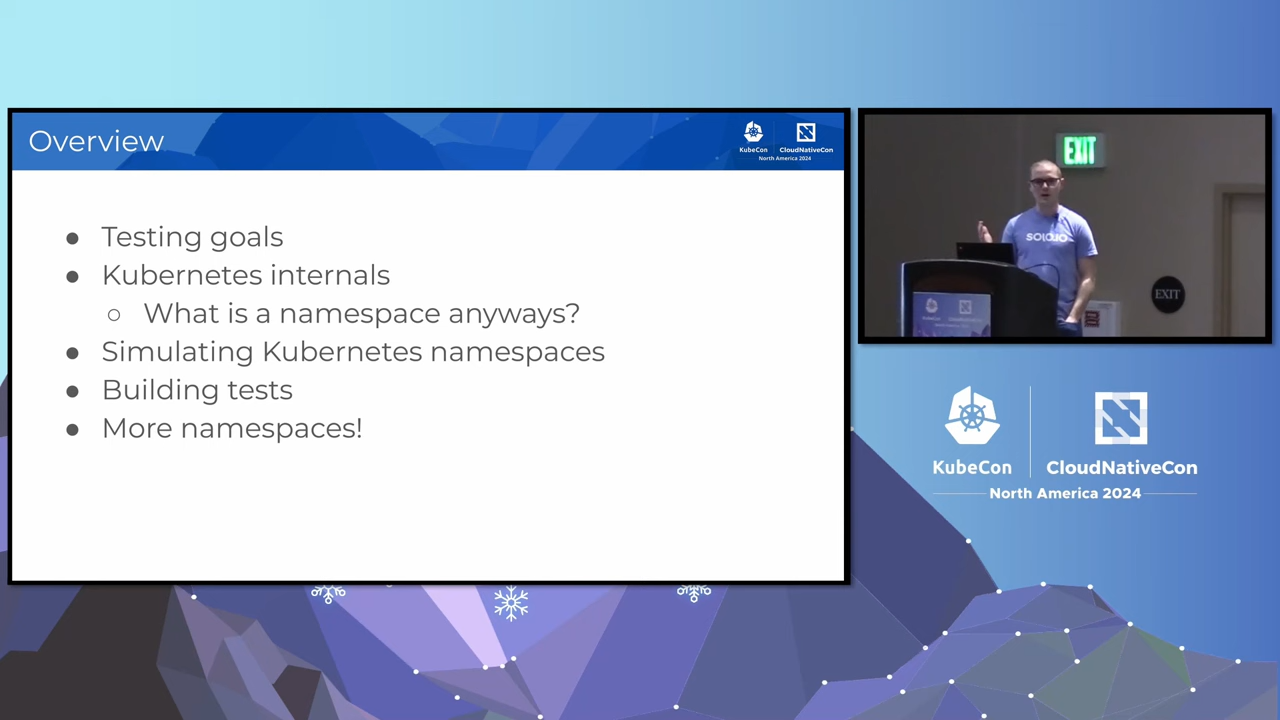 Overview
KubeCon
CloudNativeCon
North America 2024
● Testing goals
● Kubernetes internals
○ What is a namespace anyways?
● Simulating Kubernetes namespaces
● Building tests
● More namespaces!
EXIT
SOLO.IO
EXIT
KubeCon
CloudNativeCon
North America 2024